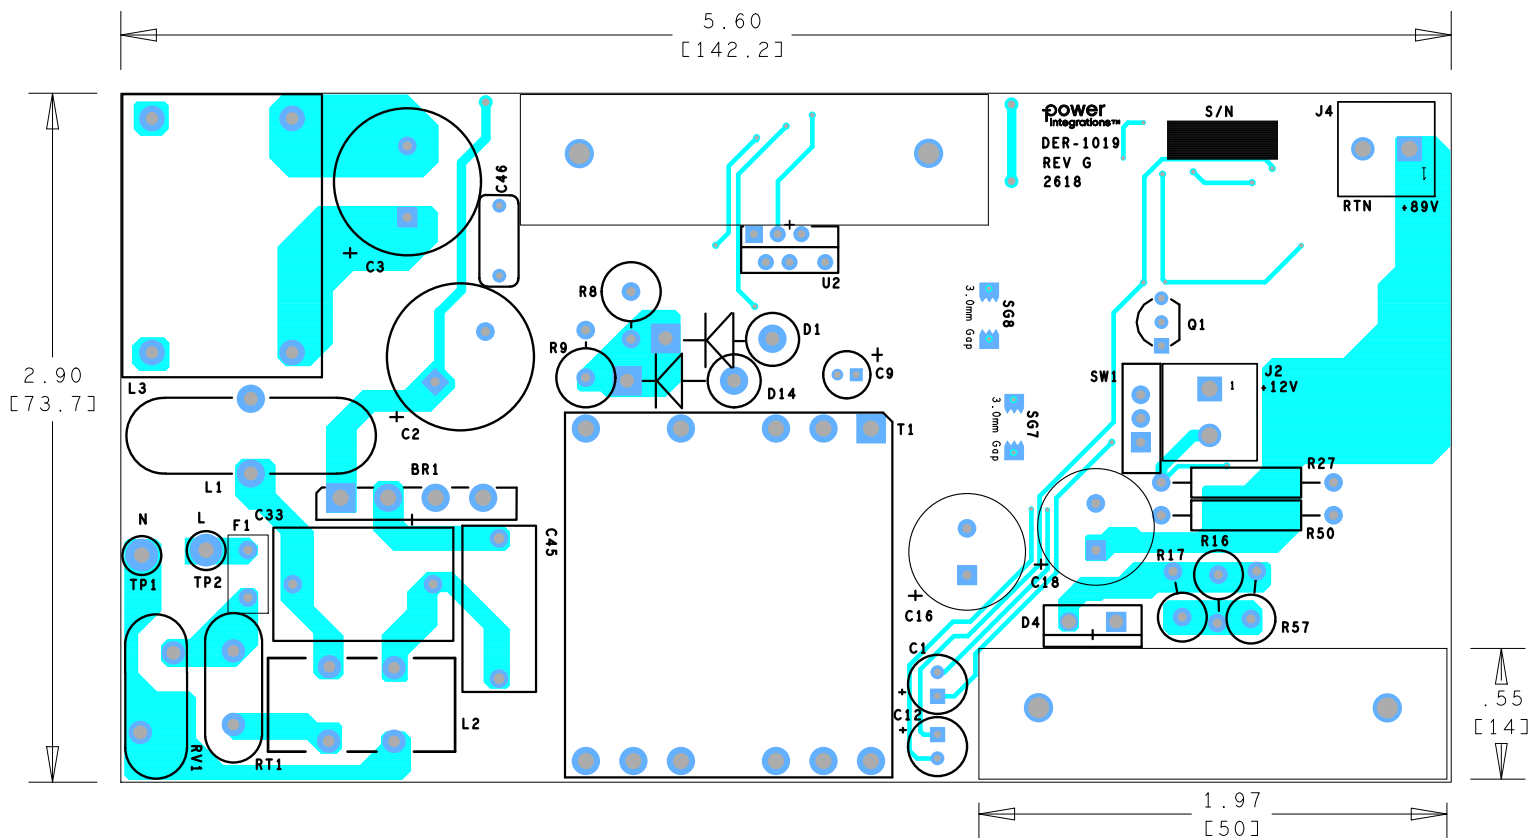 5.60
[142.2]
power
integrations™
DER-1019
REV G
2618
S/N
J4
1
RTN
+89V
C46
+
C3
+
U2
R8
D1
3.0mm Gap
SG8
Q1
R9
+
C9
D14
SW1
J2
1
+12V
2.90
[73.7]
L3
+
C2
T1
3.0mm Gap
SG7
L1
BR1
+
R27
C33
N
L
F1
C45
R50
TP1
TP2
R17
R16
+
C18
+
C16
D4
+
R57
C1
+
C12
+
L2
RV1
RT1
.55
[14]
1.97
[50]